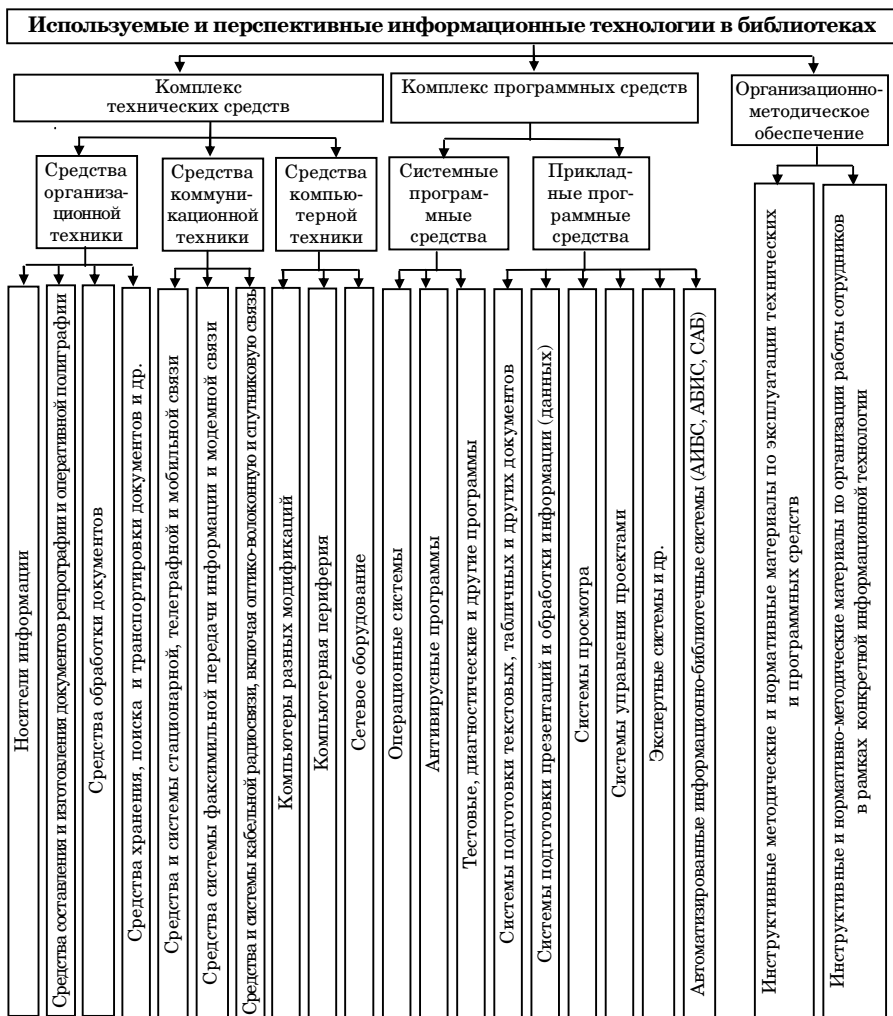 Используемые и перспективные информационные технологии в библиотеках
Комплекс
технических средств
Комплекс программных средств
Организационно-
методическое
обеспечение
Средства
организа-
ционной
техники
Средства
коммуни-
кационной
техники
Средства
компью-
терной
техники
Системные
програм-
мные
средства
Приклад-
ные про-
граммные
средства
Носители информации
Средства составления и изготовления документов репрографии и оперативной полиграфии
Средства обработки документов
Средства хранения, поиска и транспортировки документов и др.
Средства и системы стационарной, телеграфной и мобильной связи
Средства системы факсимильной передачи информации и модемной связи
Средства и системы кабельной радиосвязи, включая оптико-волоконную и спутниковую связь
Компьютеры разных модификаций
Компьютерная периферия
Сетевое оборудование
Операционные системы
Антивирусные программы
Тестовые, диагностические и другие программы
Системы подготовки текстовых, табличных и других документов
Системы подготовки презентаций и обработки информации (данных)
Системы просмотра
Системы управления проектами
Экспертные системы и др.
Автоматизированные информационно-библиотечные системы (АИБС, АБИС, САБ)
Инструктивные методические и нормативные материалы по эксплуатации технических
и программных средств
Инструктивные и нормативно-методические материалы по организации работы сотрудников
в рамках конкретной информационной технологии